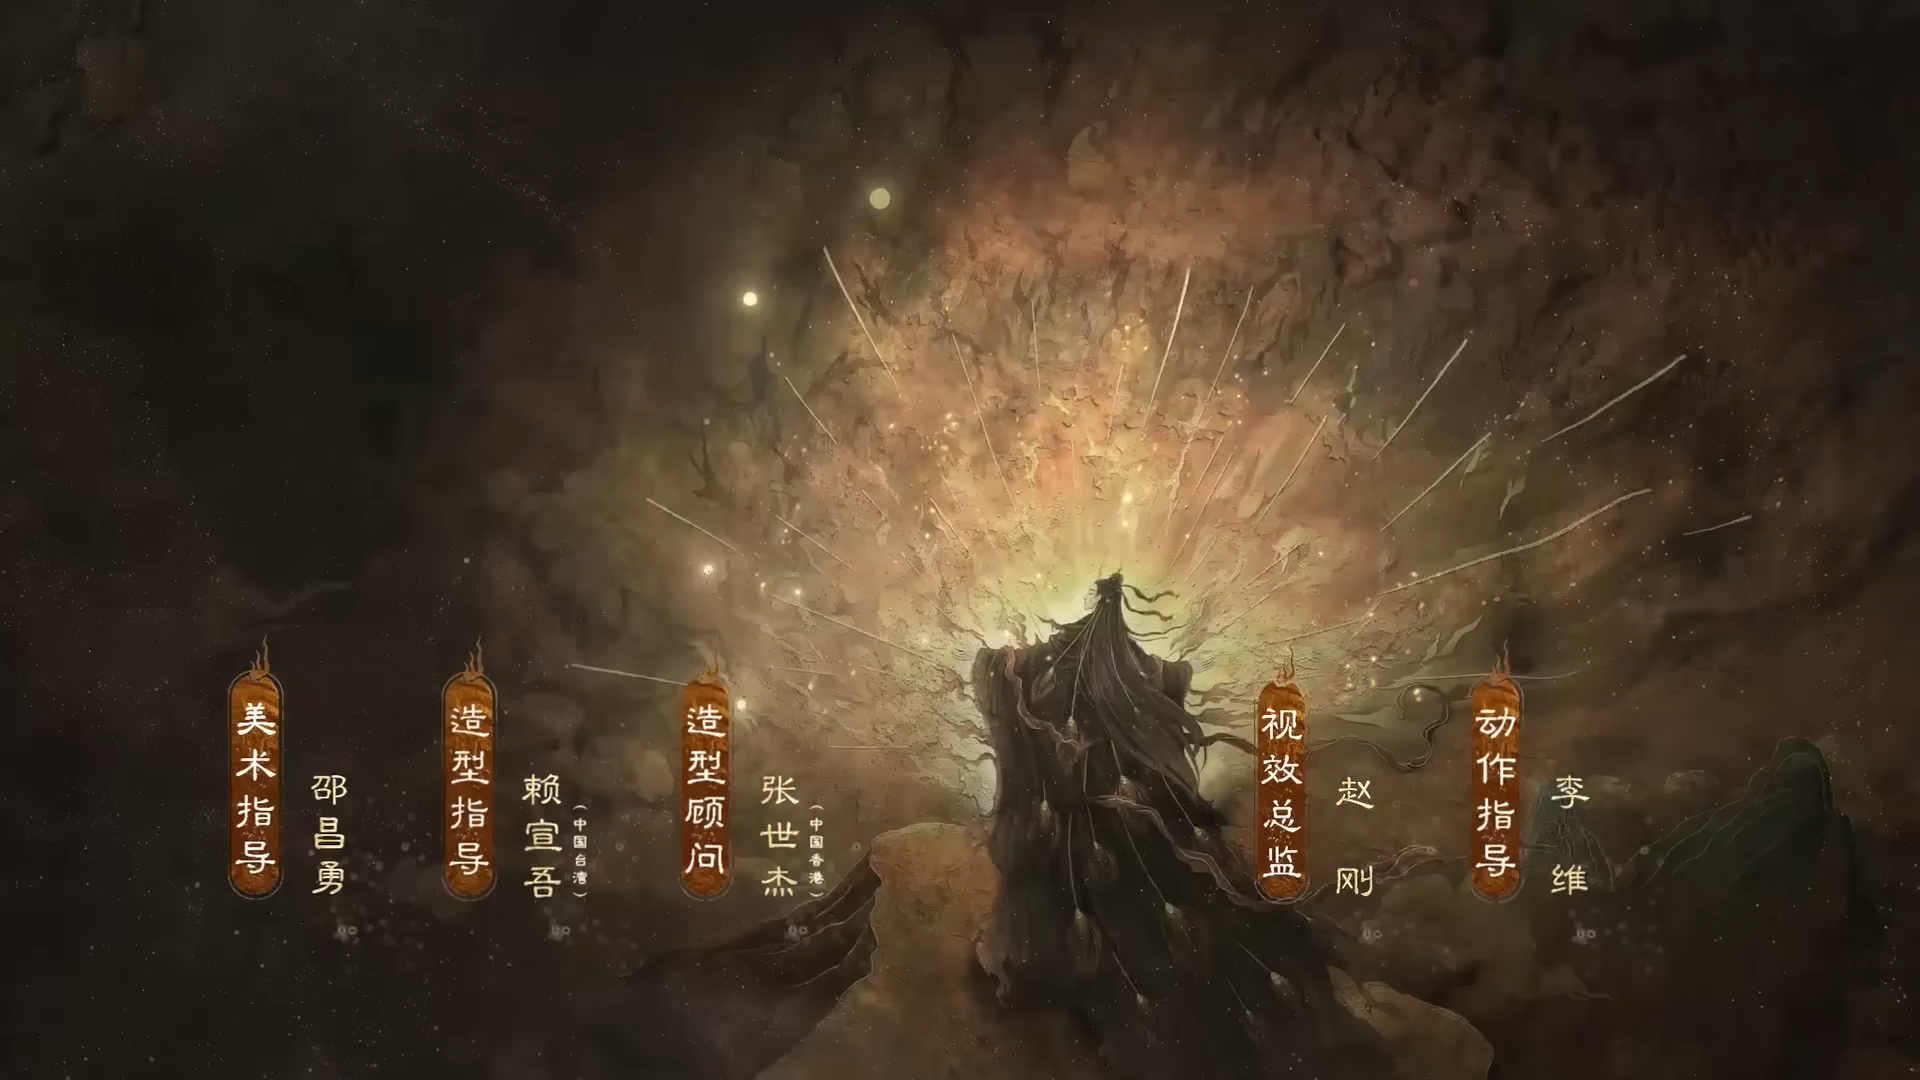 美术指导
邵昌勇
造型指导
赖宣吾
（中国台湾）
造型顾问
张世杰
（中国香港）
视效总监
赵刚
动作指导
李维